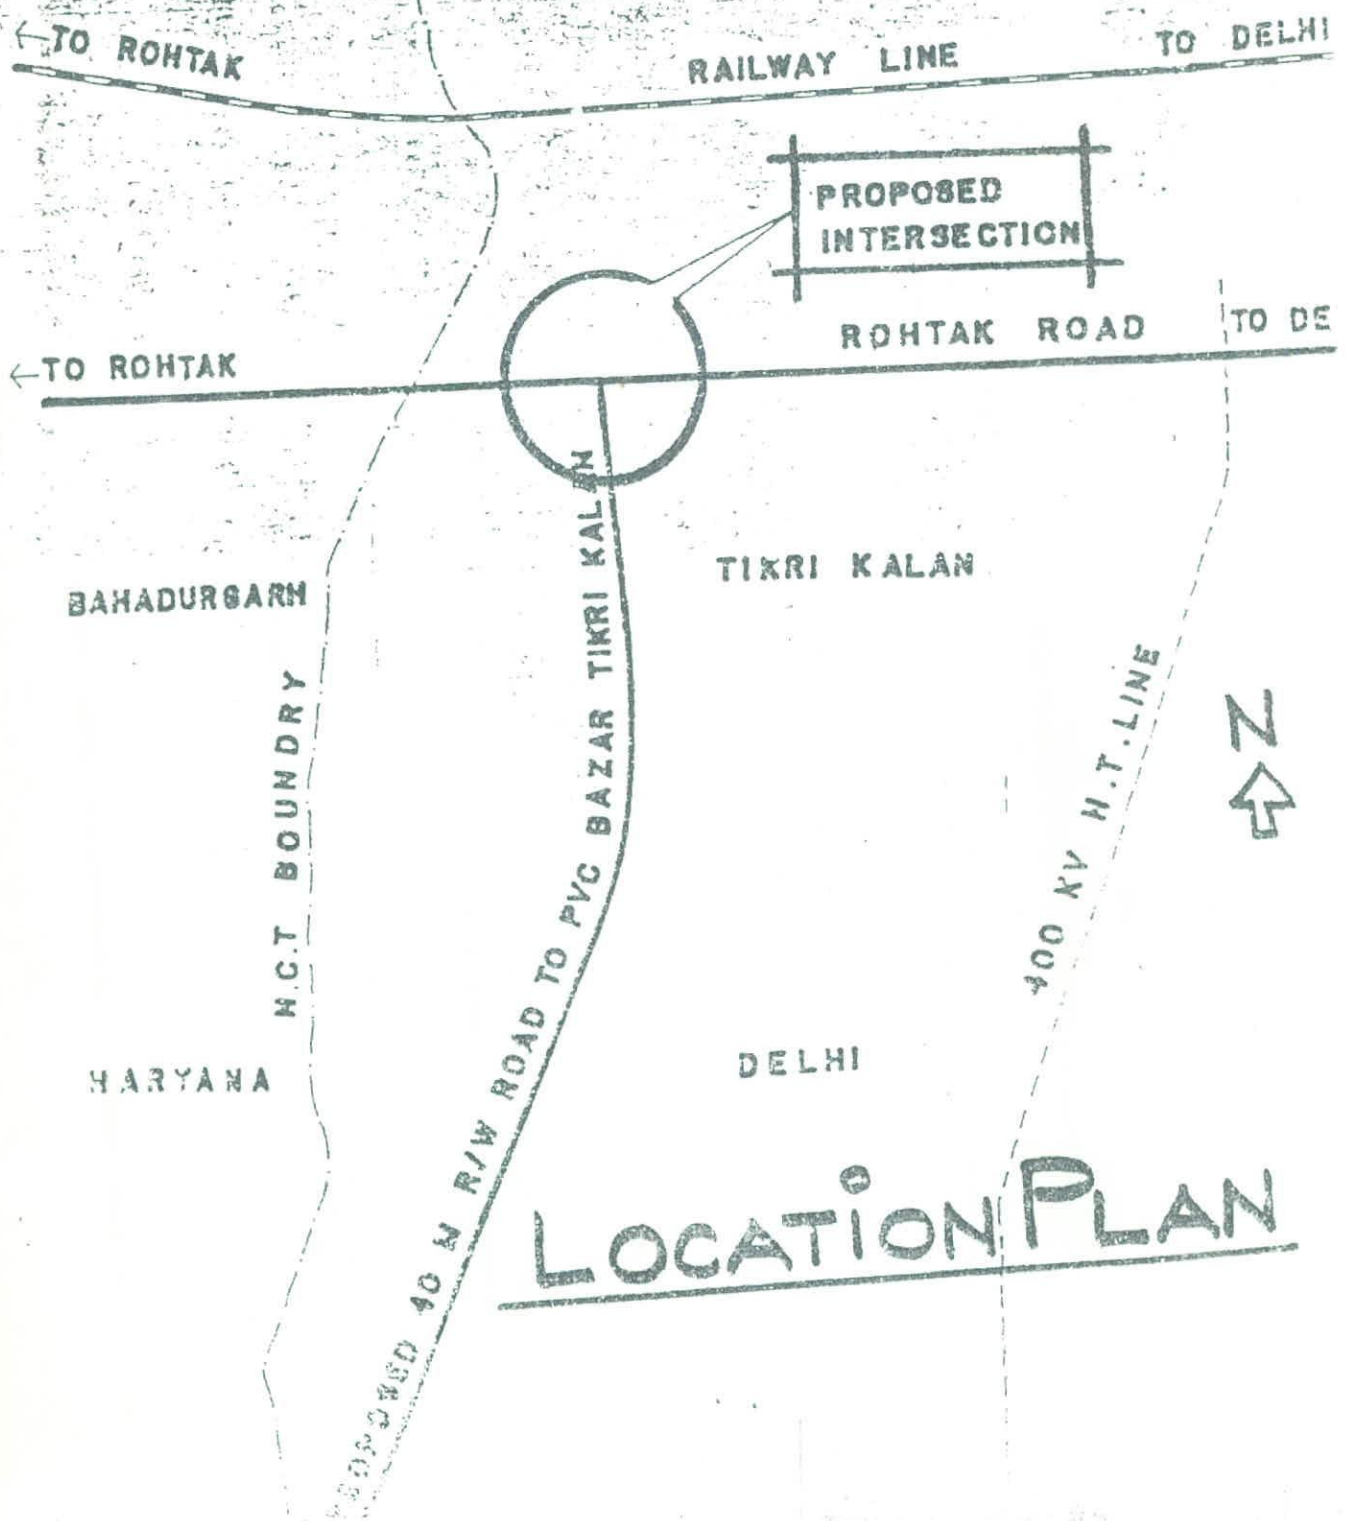 ←TO ROHTAK
RAILWAY LINE
TO DELHI
PROPOSED
INTERSECTION
ROHTAK ROAD
TO DE
←TO ROHTAK
TIKRI KALAN
BAHADURGARH
N.C.T BOUNDRY
PROPOSED 40 M R/W ROAD TO PVC BAZAR TIKRI KALAN
400 KV H.T.LINE
N
HARYANA
DELHI
LOCATION PLAN